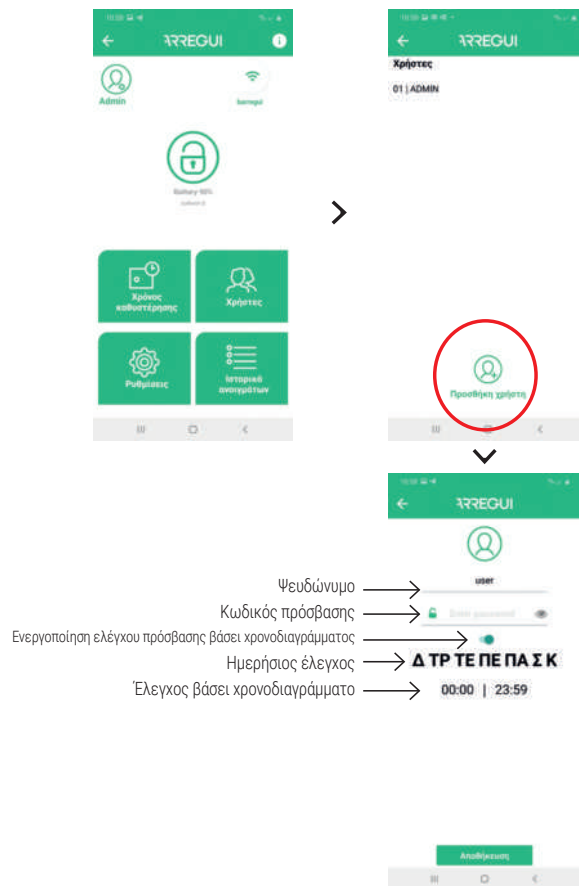 ARREGUI
Admin
barregui
Battery 98%
Χρόνος
καθυστέρησης
Χρήστες
Ρυθμίσεις
Ιστορικό
ανοιγμάτων
ARREGUI
Χρήστες
01 | ADMIN
Προσθήκη χρήστη
ARREGUI
user
Ψευδώνυμο
Κωδικός πρόσβασης
Enter password
Ενεργοποίηση ελέγχου πρόσβασης βάσει χρονοδιαγράμματος
Ημερήσιος έλεγχος
Δ ΤΡ ΤΕ ΠΕ ΠΑ Σ Κ
Έλεγχος βάσει χρονοδιαγράμματο
00:00 | 23:59
Αποθήκευση